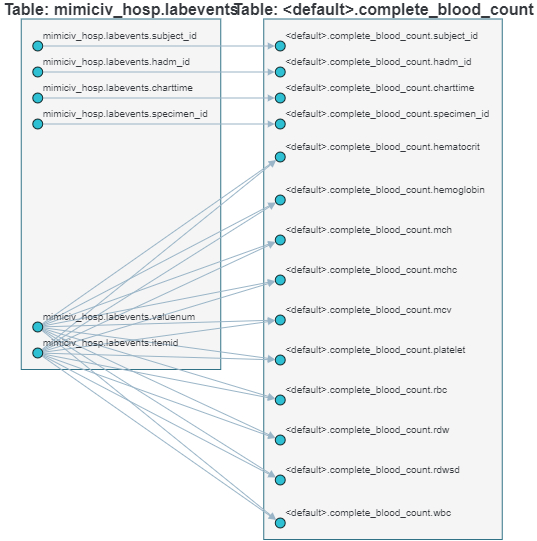 Table: mimiciv_hosp.labevents
Table: <default>.complete_blood_count
mimiciv_hosp.labevents.subject_id
<default>.complete_blood_count.subject_id
mimiciv_hosp.labevents.hadm_id
<default>.complete_blood_count.hadm_id
mimiciv_hosp.labevents.charttime
<default>.complete_blood_count.charttime
mimiciv_hosp.labevents.specimen_id
<default>.complete_blood_count.specimen_id
<default>.complete_blood_count.hematocrit
<default>.complete_blood_count.hemoglobin
<default>.complete_blood_count.mch
<default>.complete_blood_count.mchc
mimiciv_hosp.labevents.valuenum
<default>.complete_blood_count.mcv
mimiciv_hosp.labevents.itemid
<default>.complete_blood_count.platelet
<default>.complete_blood_count.rbc
<default>.complete_blood_count.rdw
<default>.complete_blood_count.rdwsd
<default>.complete_blood_count.wbc